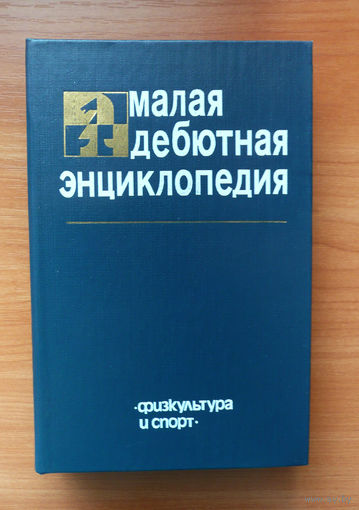 малая
дебютная
энциклопедия
·физкультура
и спорт·